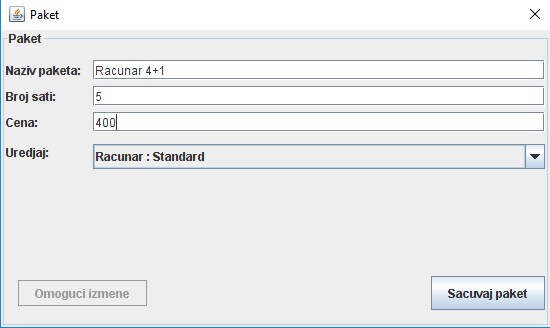 Paket
Paket
Naziv paketa: Racunar 4+1
Broj sati: 5
Cena: 400
Uredjaj: Racunar : Standard
Omoguci izmene Sacuvaj paket